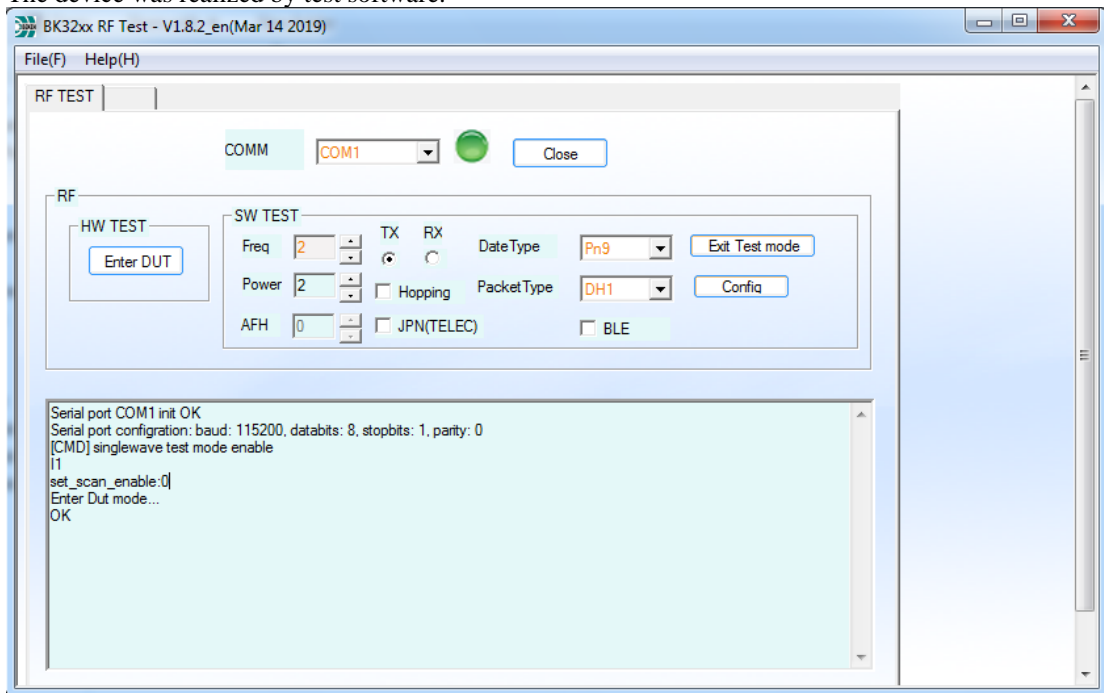 The device was realized by test software.
BK32xx RF Test - V1.8.2_en(Mar 14 2019)
File(F) Help(H)
RF TEST
COMM COM1 Close
RF
HW TEST
Enter DUT
SW TEST
TX RX
Freq 2 DateType Pn9 Exit Test mode
Power 2 Hopping PacketType DH1 Config
AFH 0 JPN(TELEC) BLE
Serial port COM1 init OK
Serial port configration: baud: 115200, databits: 8, stopbits: 1, parity: 0
[CMD] singlewave test mode enable
l1
set_scan_enable:0
Enter Dut mode...
OK